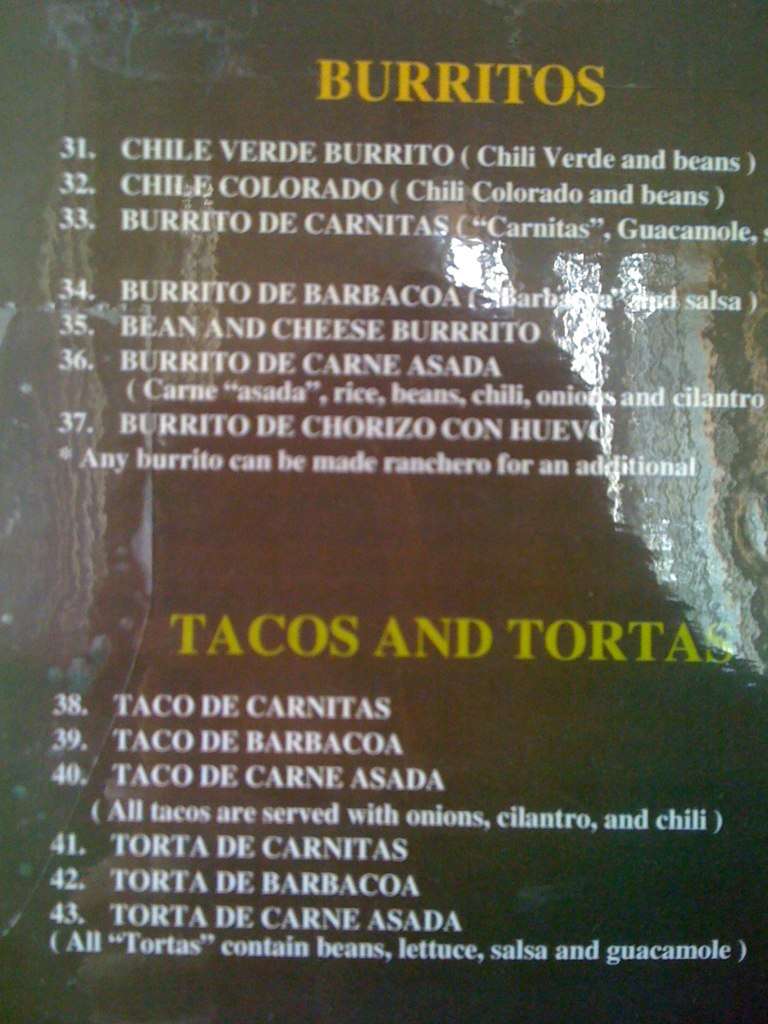 BURRITOS
31. CHILE VERDE BURRITO ( Chili Verde and beans )
32. CHILE COLORADO ( Chili Colorado and beans )
33. BURRITO DE CARNITAS ( "Carnitas", Guacamole,
34. BURRITO DE BARBACOA ( "Barbacoa" and salsa )
35. BEAN AND CHEESE BURRRITO
36. BURRITO DE CARNE ASADA
( Carne "asada", rice, beans, chili, onions and cilantro
37. BURRITO DE CHORIZO CON HUEVO
* Any burrito can be made ranchero for an additional
TACOS AND TORTAS
38. TACO DE CARNITAS
39. TACO DE BARBACOA
40. TACO DE CARNE ASADA
( All tacos are served with onions, cilantro, and chili )
41. TORTA DE CARNITAS
42. TORTA DE BARBACOA
43. TORTA DE CARNE ASADA
( All "Tortas" contain beans, lettuce, salsa and guacamole )